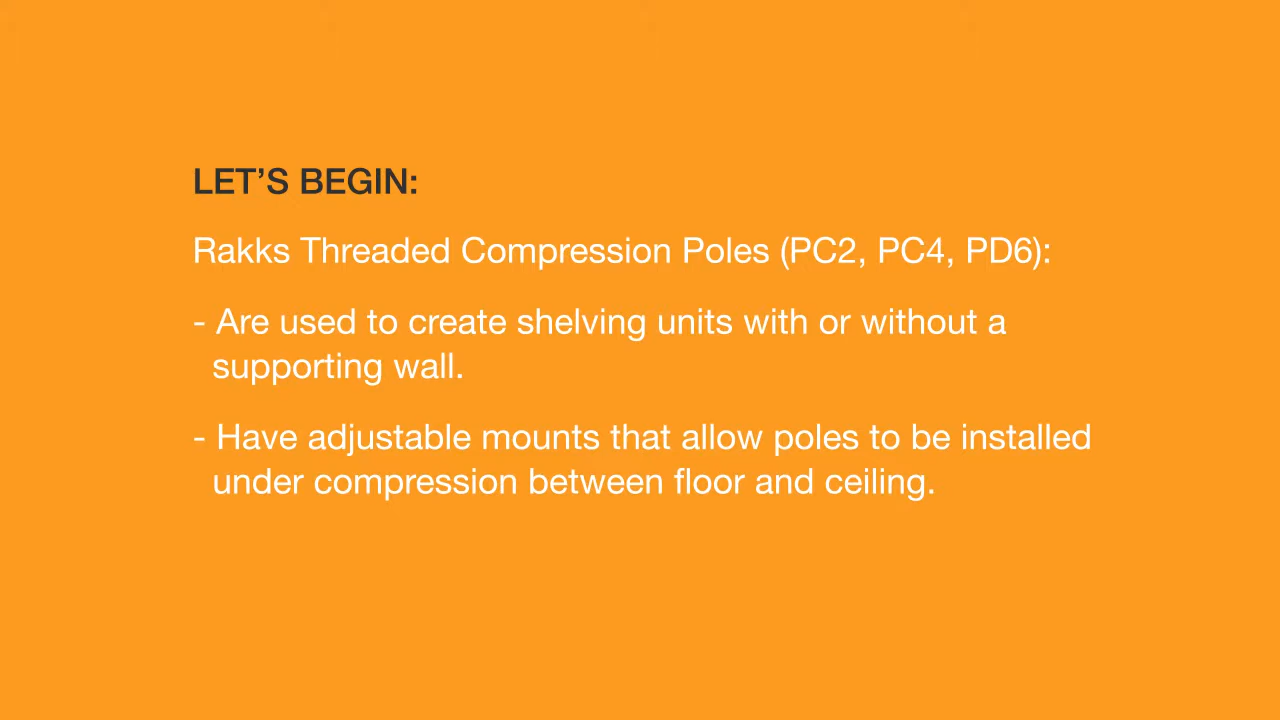 LET’S BEGIN:
Rakks Threaded Compression Poles (PC2, PC4, PD6):
- Are used to create shelving units with or without a
supporting wall.
- Have adjustable mounts that allow poles to be installed
under compression between floor and ceiling.